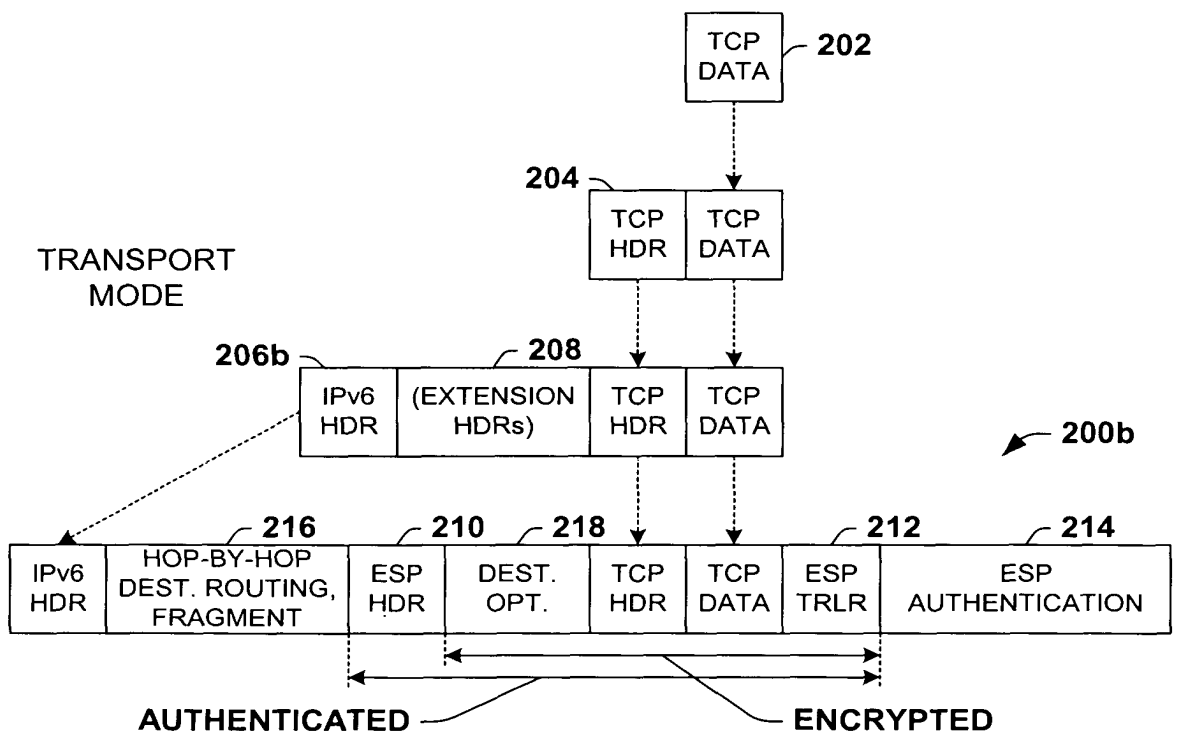 TCP
DATA
202
204
TCP
HDR
TCP
DATA
TRANSPORT
MODE
206b
208
IPv6
HDR
(EXTENSION
HDRs)
TCP
HDR
TCP
DATA
200b
216
210
218
212
214
IPv6
HDR
HOP-BY-HOP
DEST. ROUTING,
FRAGMENT
ESP
HDR
DEST.
OPT.
TCP
HDR
TCP
DATA
ESP
TRLR
ESP
AUTHENTICATION
AUTHENTICATED
ENCRYPTED